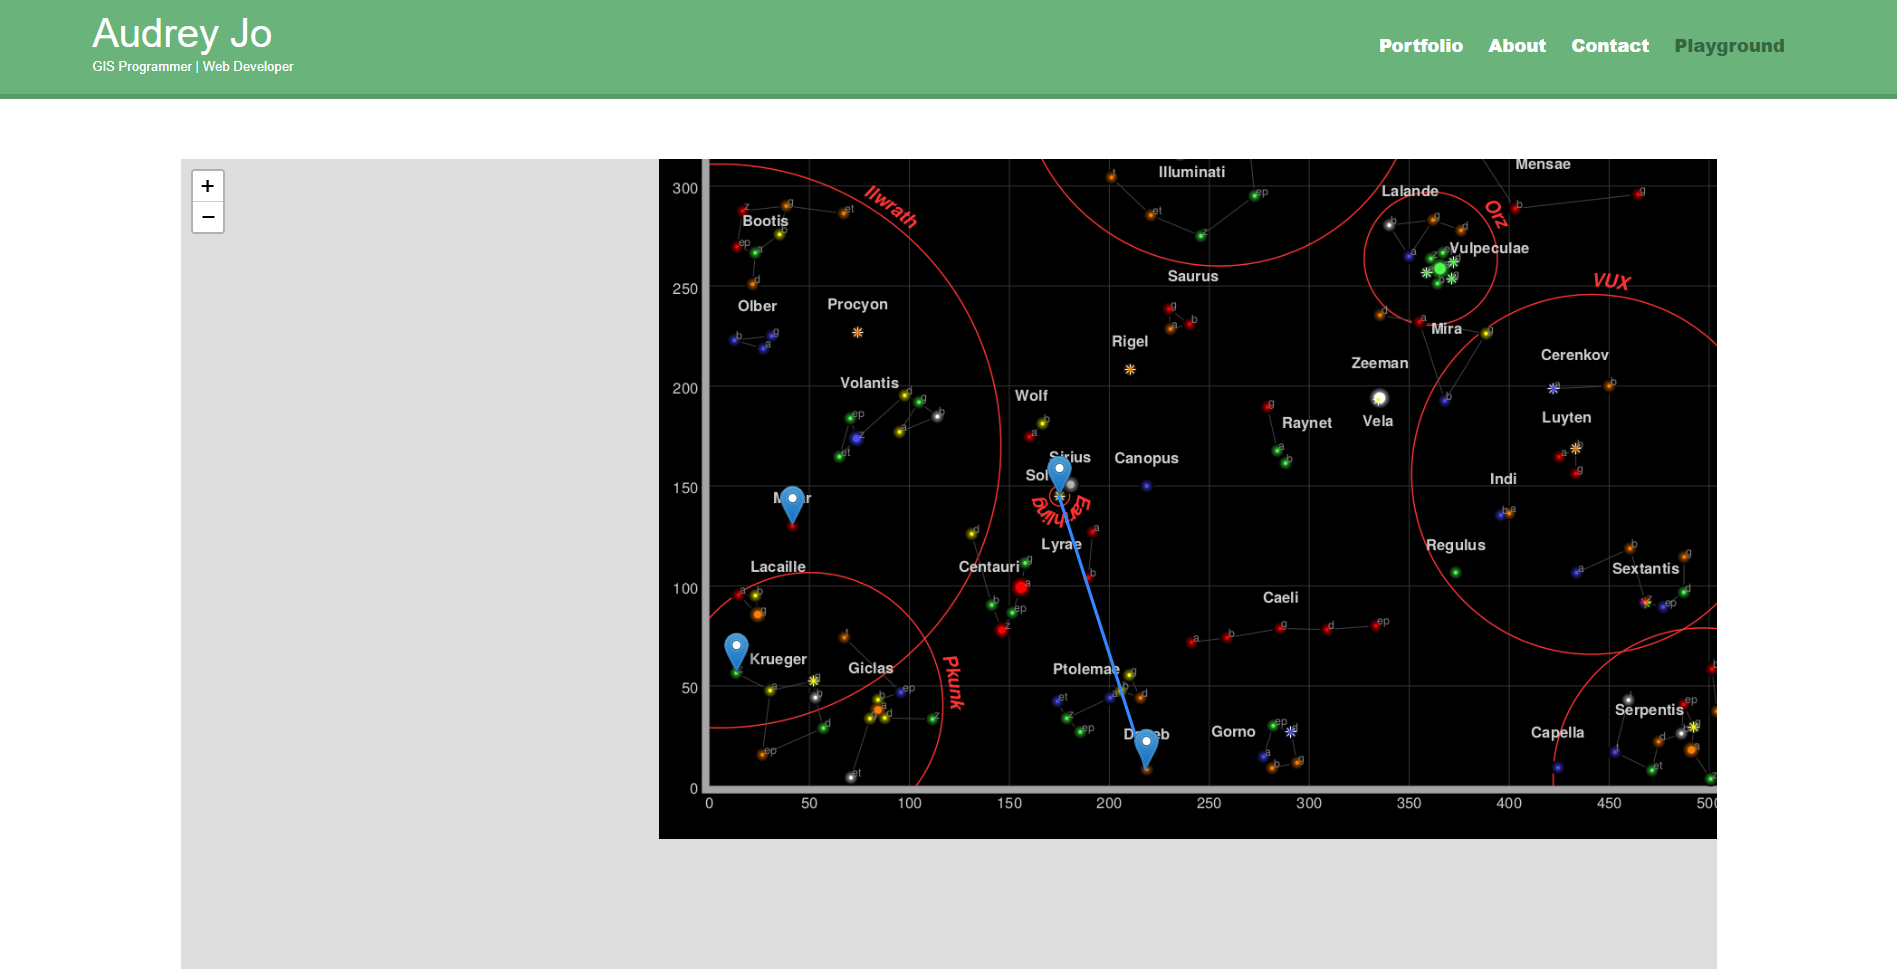 Audrey Jo
GIS Programmer | Web Developer
Portfolio About Contact Playground
+
−
Illuminati
Mensae
Lalande
Orz
Ilwrath
Bootis
Vulpeculae
Saurus
VUX
Olber
Procyon
Rigel
Mira
Zeeman
Cerenkov
Volantis
Wolf
Raynet
Vela
Luyten
Sirius
Canopus
Sol
Indi
Earthling
Lyrae
Regulus
Lacaille
Centauri
Sextantis
Caeli
Krueger
Giclas
Pkunk
Ptolemae
Gorno
Serpentis
Capella
300
250
200
150
100
50
0
0 50 100 150 200 250 300 350 400 450